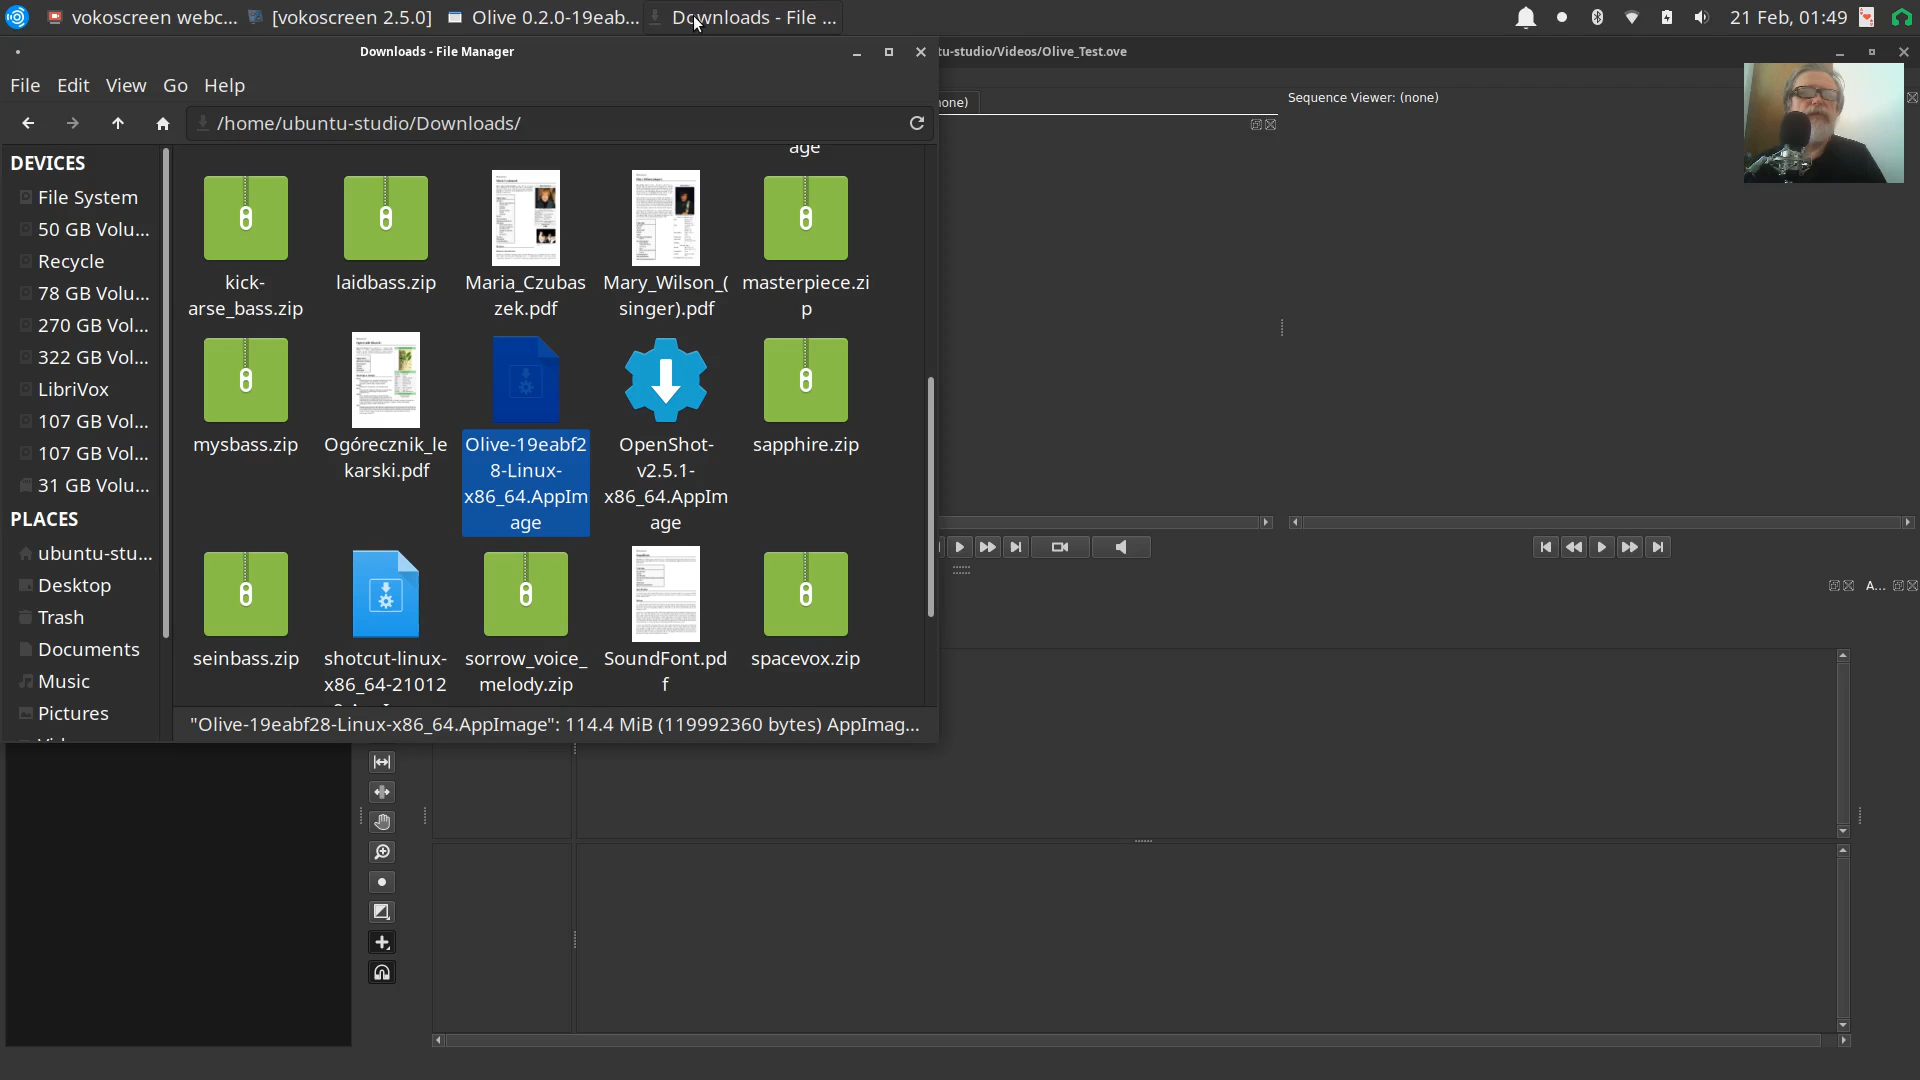 vokoscreen webc...
[vokoscreen 2.5.0]
Olive 0.2.0-19eab...
Downloads - File ...
21 Feb, 01:49
Downloads - File Manager
tu-studio/Videos/Olive_Test.ove
File Edit View Go Help
one)
Sequence Viewer: (none)
/home/ubuntu-studio/Downloads/
DEVICES
File System
50 GB Volu...
Recycle
78 GB Volu...
270 GB Vol...
322 GB Vol...
LibriVox
107 GB Vol...
107 GB Vol...
31 GB Volu...
PLACES
ubuntu-stu...
Desktop
Trash
Documents
Music
Pictures
age
kick-
arse_bass.zip
laidbass.zip
Maria_Czubas
zek.pdf
Mary_Wilson_(
singer).pdf
masterpiece.zi
p
mysbass.zip
Ogórecznik_le
karski.pdf
Olive-19eabf2
8-Linux-
x86_64.AppIm
age
OpenShot-
v2.5.1-
x86_64.AppIm
age
sapphire.zip
seinbass.zip
shotcut-linux-
x86_64-21012
sorrow_voice_
melody.zip
SoundFont.pd
f
spacevox.zip
"Olive-19eabf28-Linux-x86_64.AppImage": 114.4 MiB (119992360 bytes) AppImag...
A...